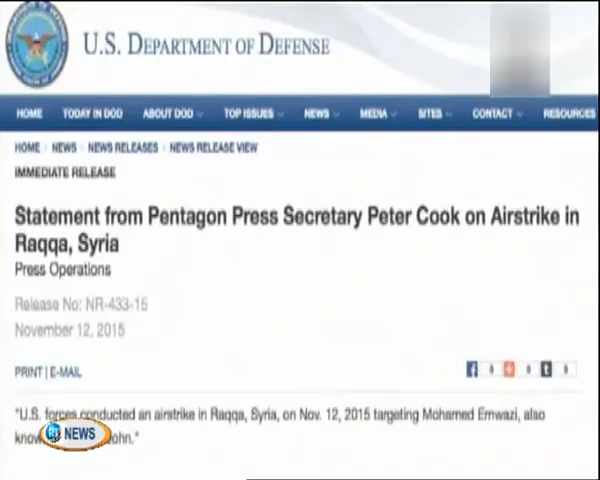 U.S. DEPARTMENT OF DEFENSE
HOME TODAY IN DOD ABOUT DOD TOP ISSUES NEWS MEDIA SITES CONTACT RESOURCES
HOME NEWS NEWS RELEASES NEWS RELEASE VIEW
IMMEDIATE RELEASE
Statement from Pentagon Press Secretary Peter Cook on Airstrike in
Raqqa, Syria
Press Operations
Release No: NR-433-15
November 12, 2015
PRINT | E-MAIL f 0 + 0 t 0
"U.S. forces conducted an airstrike in Raqqa, Syria, on Nov. 12, 2015 targeting Mohamed Emwazi, also
NEWS